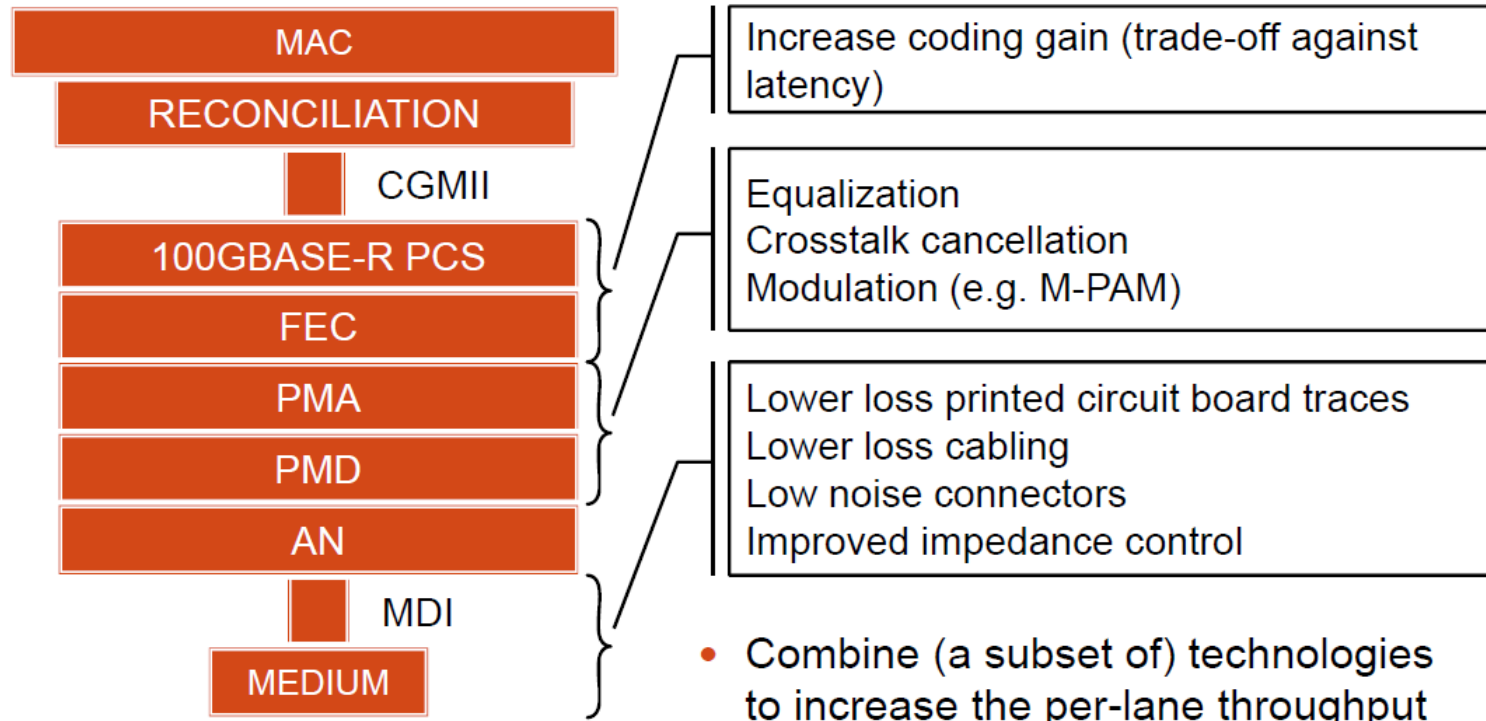 MAC
RECONCILIATION
CGMII
100GBASE-R PCS
FEC
PMA
PMD
AN
MDI
MEDIUM
Increase coding gain (trade-off against
latency)
Equalization
Crosstalk cancellation
Modulation (e.g. M-PAM)
Lower loss printed circuit board traces
Lower loss cabling
Low noise connectors
Improved impedance control
• Combine (a subset of) technologies
to increase the per-lane throughput